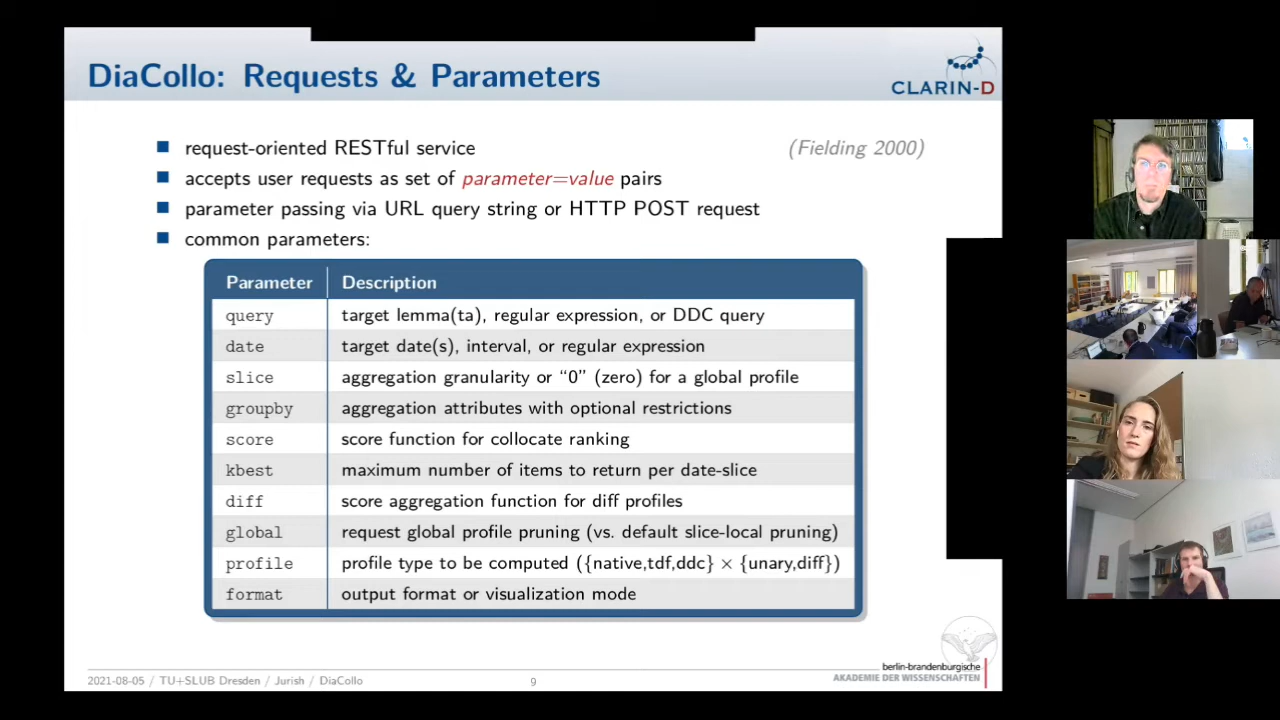 DiaCollo: Requests & Parameters
CLARIN-D
■ request-oriented RESTful service (Fielding 2000)
■ accepts user requests as set of parameter=value pairs
■ parameter passing via URL query string or HTTP POST request
■ common parameters:
Parameter Description
query target lemma(ta), regular expression, or DDC query
date target date(s), interval, or regular expression
slice aggregation granularity or “0” (zero) for a global profile
groupby aggregation attributes with optional restrictions
score score function for collocate ranking
kbest maximum number of items to return per date-slice
diff score aggregation function for diff profiles
global request global profile pruning (vs. default slice-local pruning)
profile profile type to be computed ({native,tdf,ddc} × {unary,diff})
format output format or visualization mode
berlin-brandenburgische
AKADEMIE DER WISSENSCHAFTEN
2021-08-05 / TU+SLUB Dresden / Jurish / DiaCollo
9